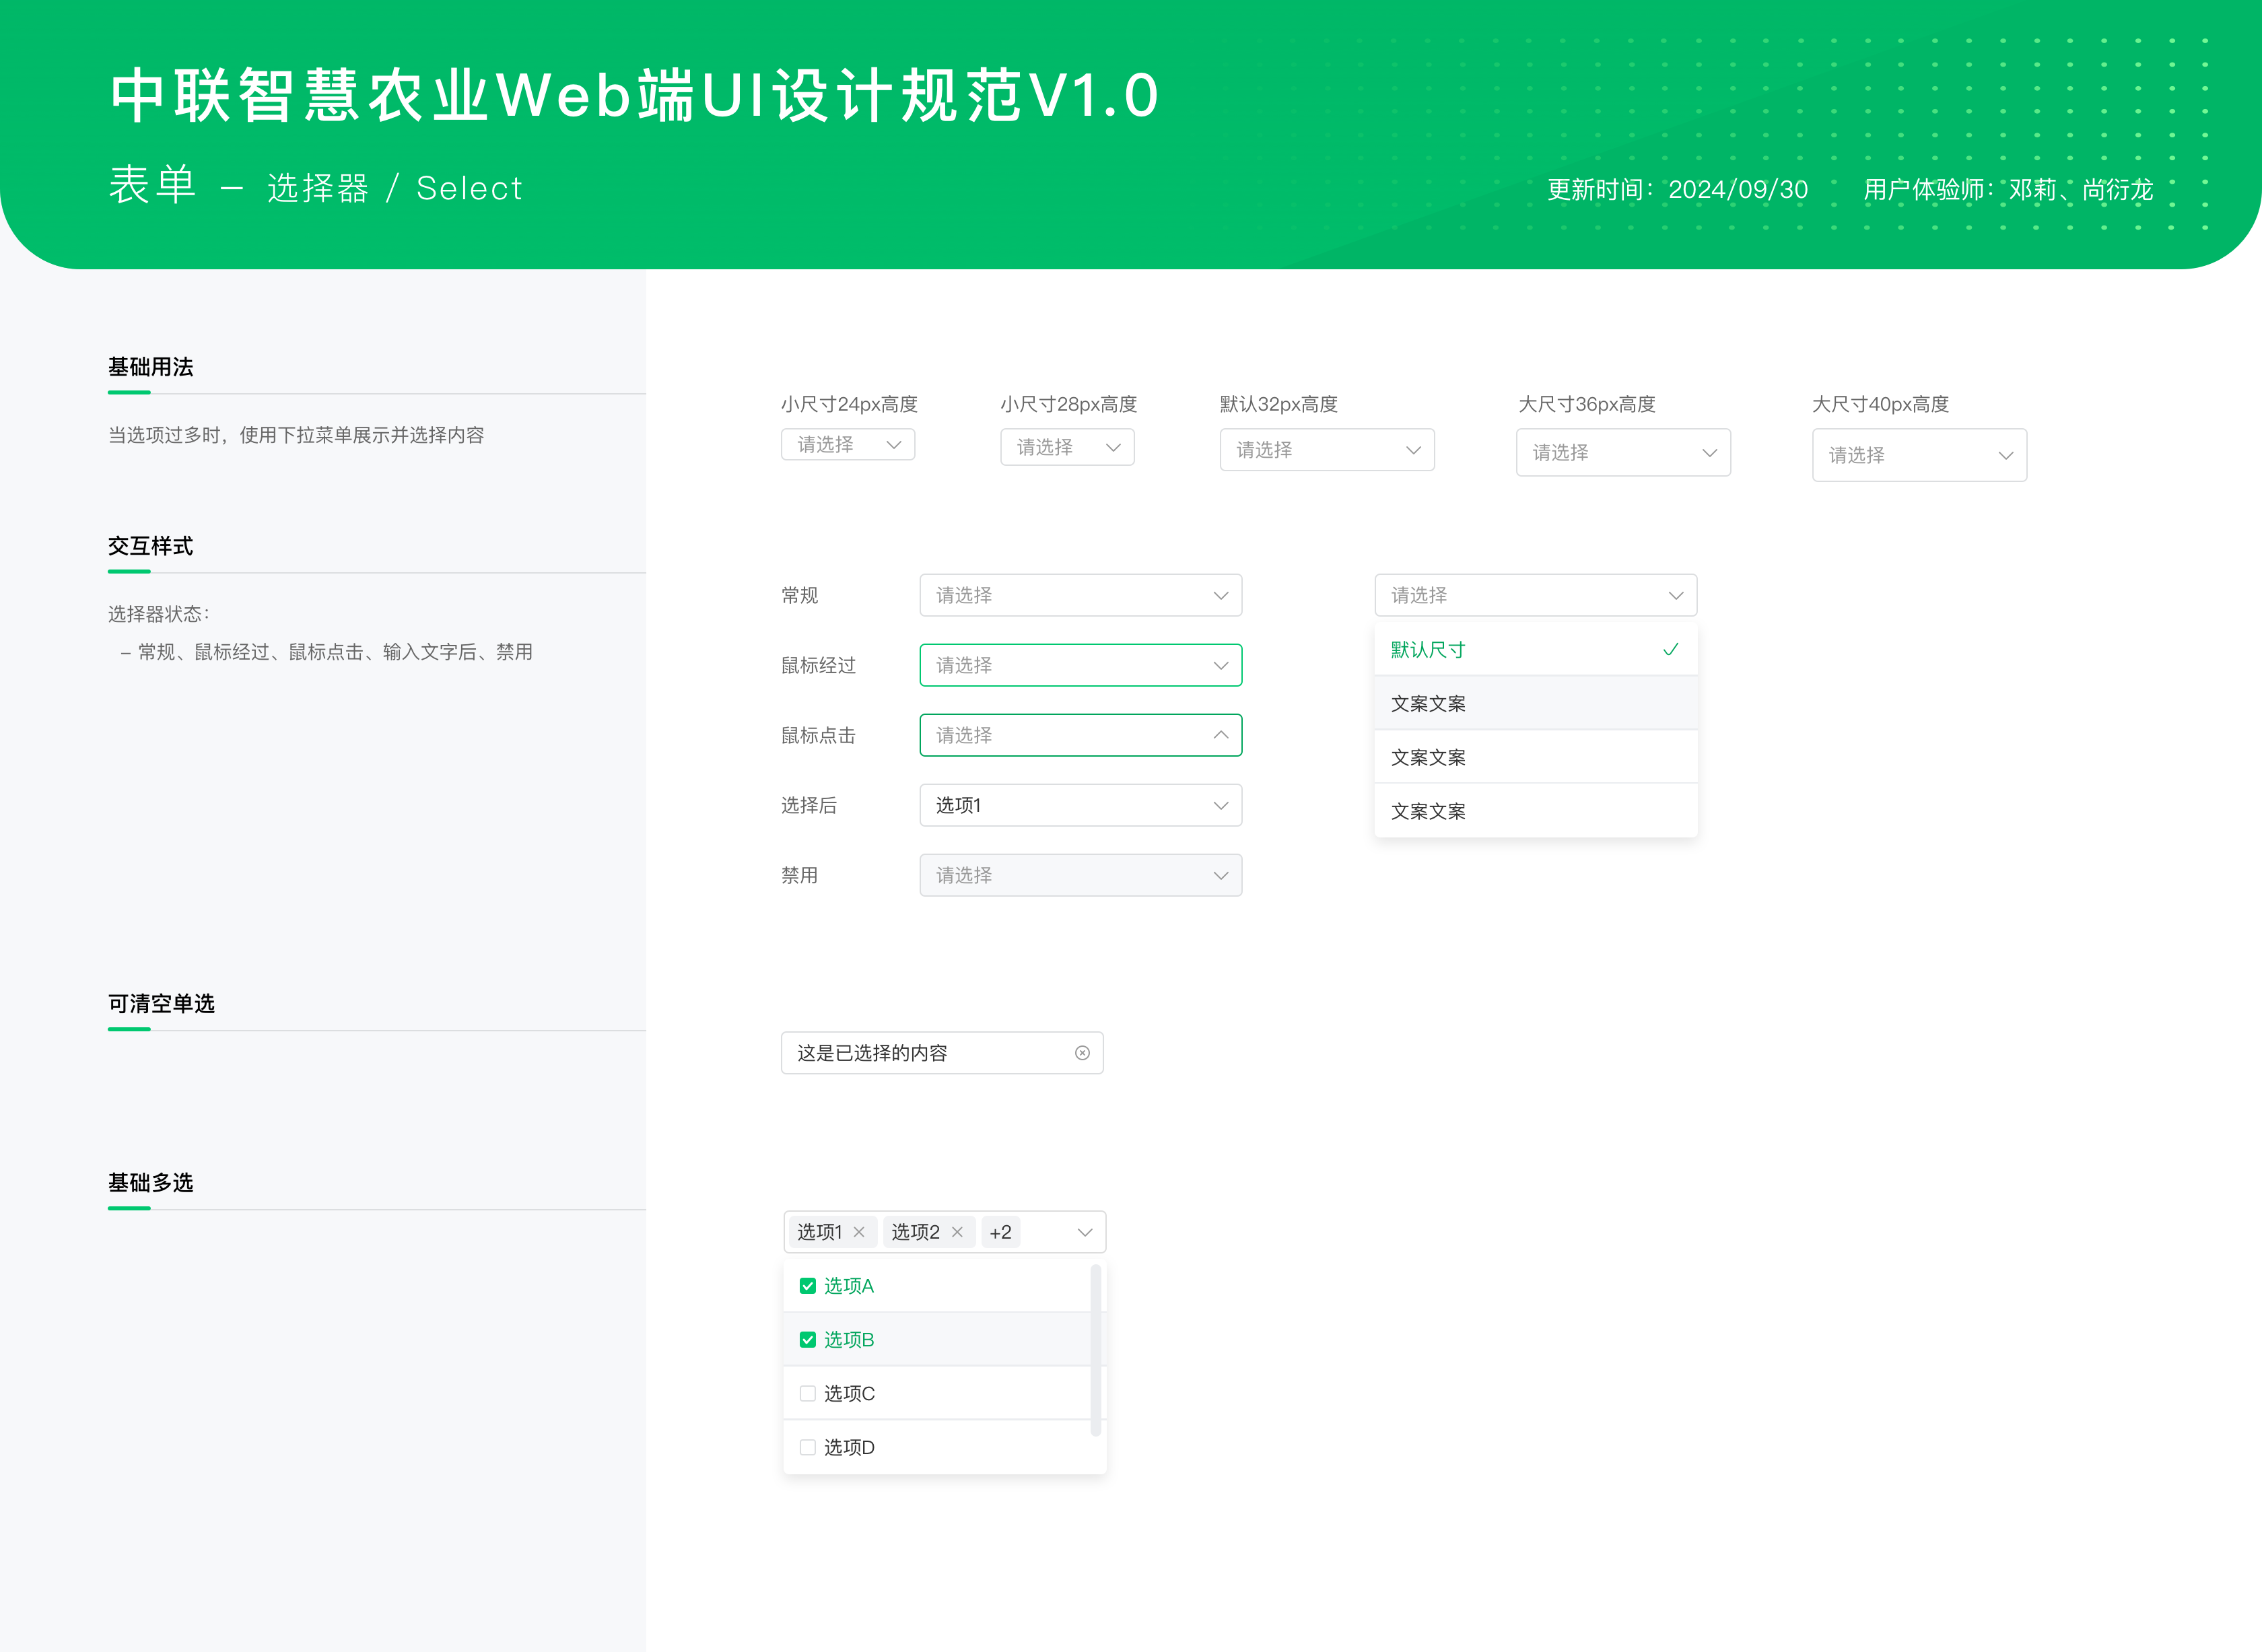 中联智慧农业Web端UI设计规范V1.0
表单 – 选择器 / Select
更新时间：2024/09/30 用户体验师：邓莉、尚衍龙
基础用法
当选项过多时，使用下拉菜单展示并选择内容
小尺寸24px高度 小尺寸28px高度 默认32px高度 大尺寸36px高度 大尺寸40px高度
请选择 请选择 请选择 请选择 请选择
交互样式
选择器状态：
– 常规、鼠标经过、鼠标点击、输入文字后、禁用
常规 请选择
鼠标经过 请选择
鼠标点击 请选择
选择后 选项1
禁用 请选择
请选择
默认尺寸
文案文案
文案文案
文案文案
可清空单选
这是已选择的内容
基础多选
选项1 选项2 +2
选项A
选项B
选项C
选项D